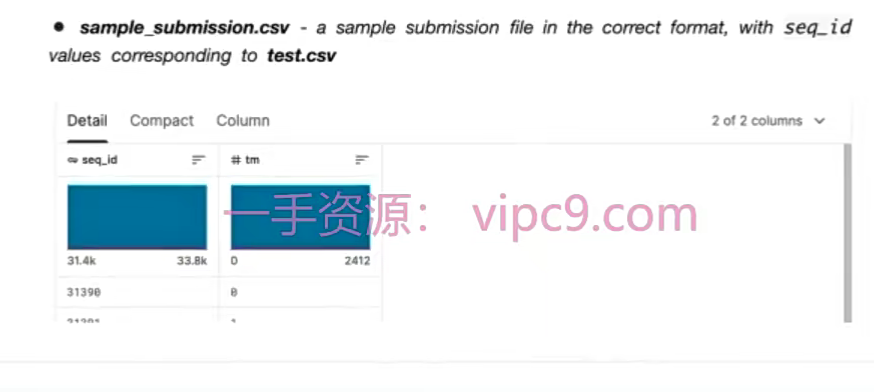 ● sample_submission.csv - a sample submission file in the correct format, with seq_id
values corresponding to test.csv
Detail Compact Column 2 of 2 columns
seq_id # tm
一手资源： vipc9.com
31.4k 33.8k 0 2412
31390 0
31391 1